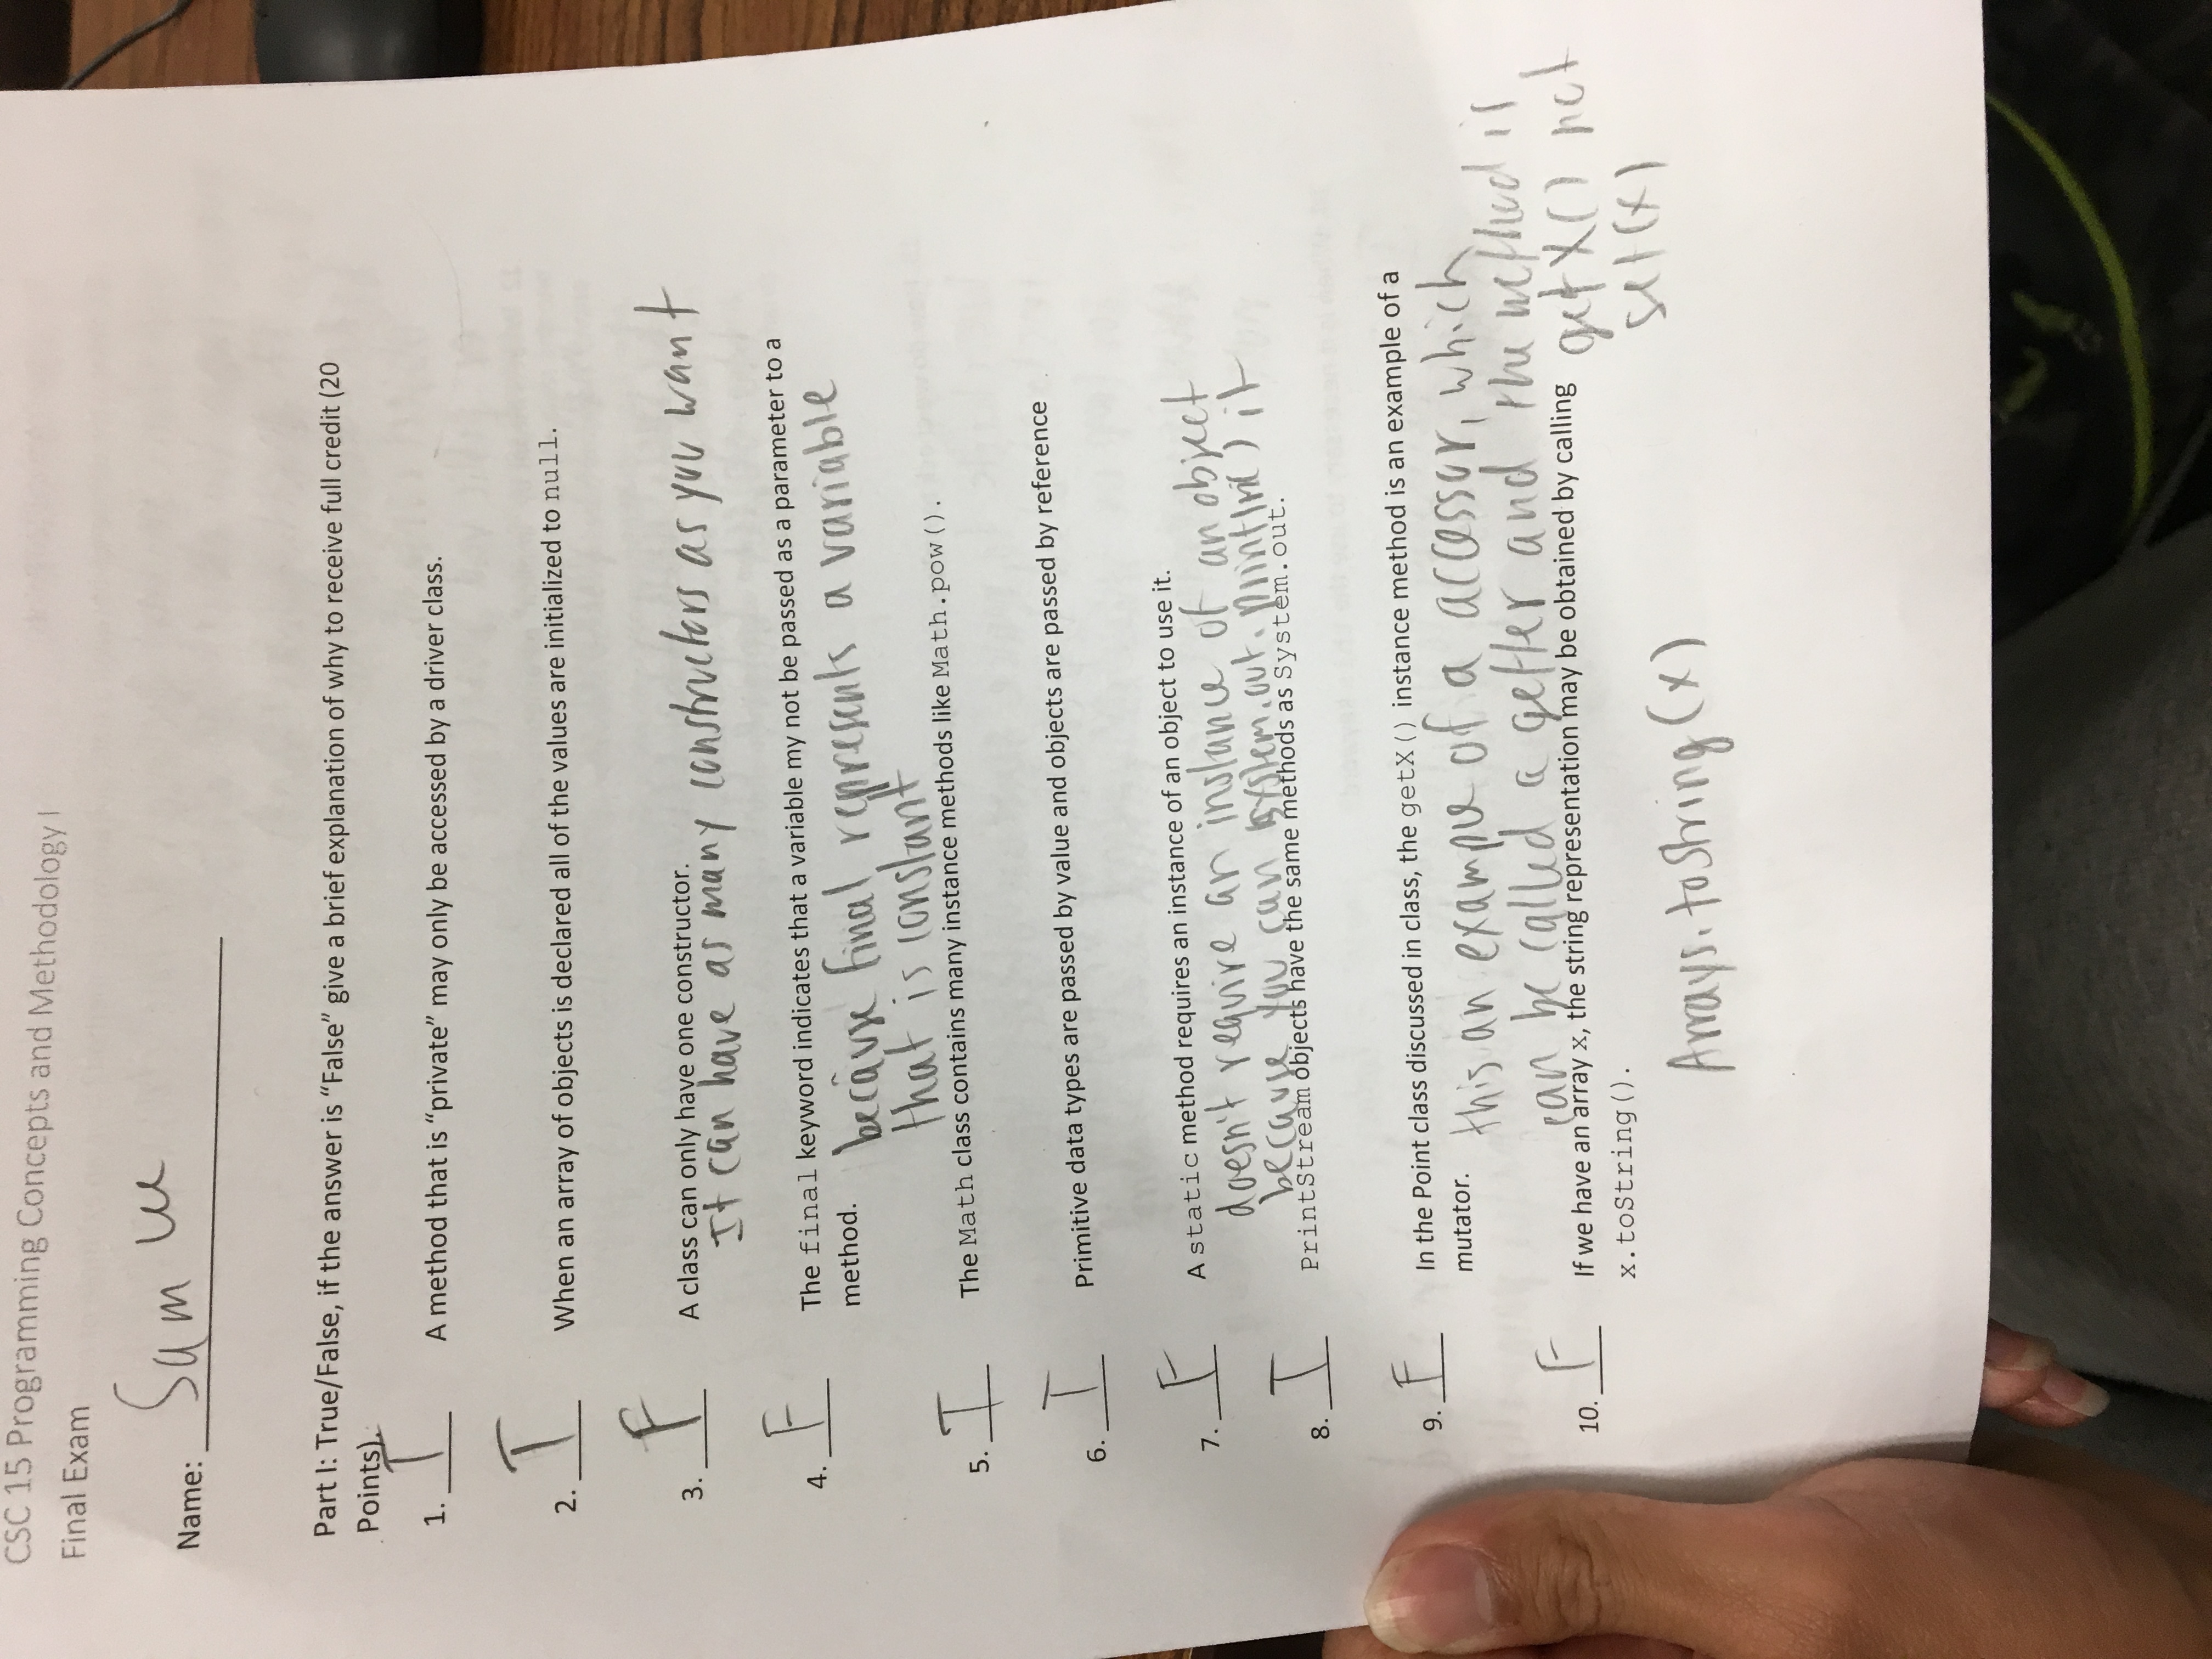 CSC 15 Programming Concepts and Methodology I
Final Exam
Name: Sam
Part I: True/False, if the answer is “False” give a brief explanation of why to receive full credit (20
Points).
1. T A method that is “private” may only be accessed by a driver class.
2. T When an array of objects is declared all of the values are initialized to null.
3. F A class can only have one constructor.
It can have as many constructors as you want
4. F The final keyword indicates that a variable my not be passed as a parameter to a
method. because final represents a variable
that is constant
5. T The Math class contains many instance methods like Math.pow().
6. T Primitive data types are passed by value and objects are passed by reference
7. F A static method requires an instance of an object to use it.
doesn't require an instance of an object
because you can system.out.println() it
8. T PrintStream objects have the same methods as System.out.
9. F In the Point class discussed in class, the getX() instance method is an example of a
mutator. this an example of a accessor, which
can be called a getter and the method is
getX() not
set(x)
10. F If we have an array x, the string representation may be obtained by calling
x.toString().
Arrays.toString(x)